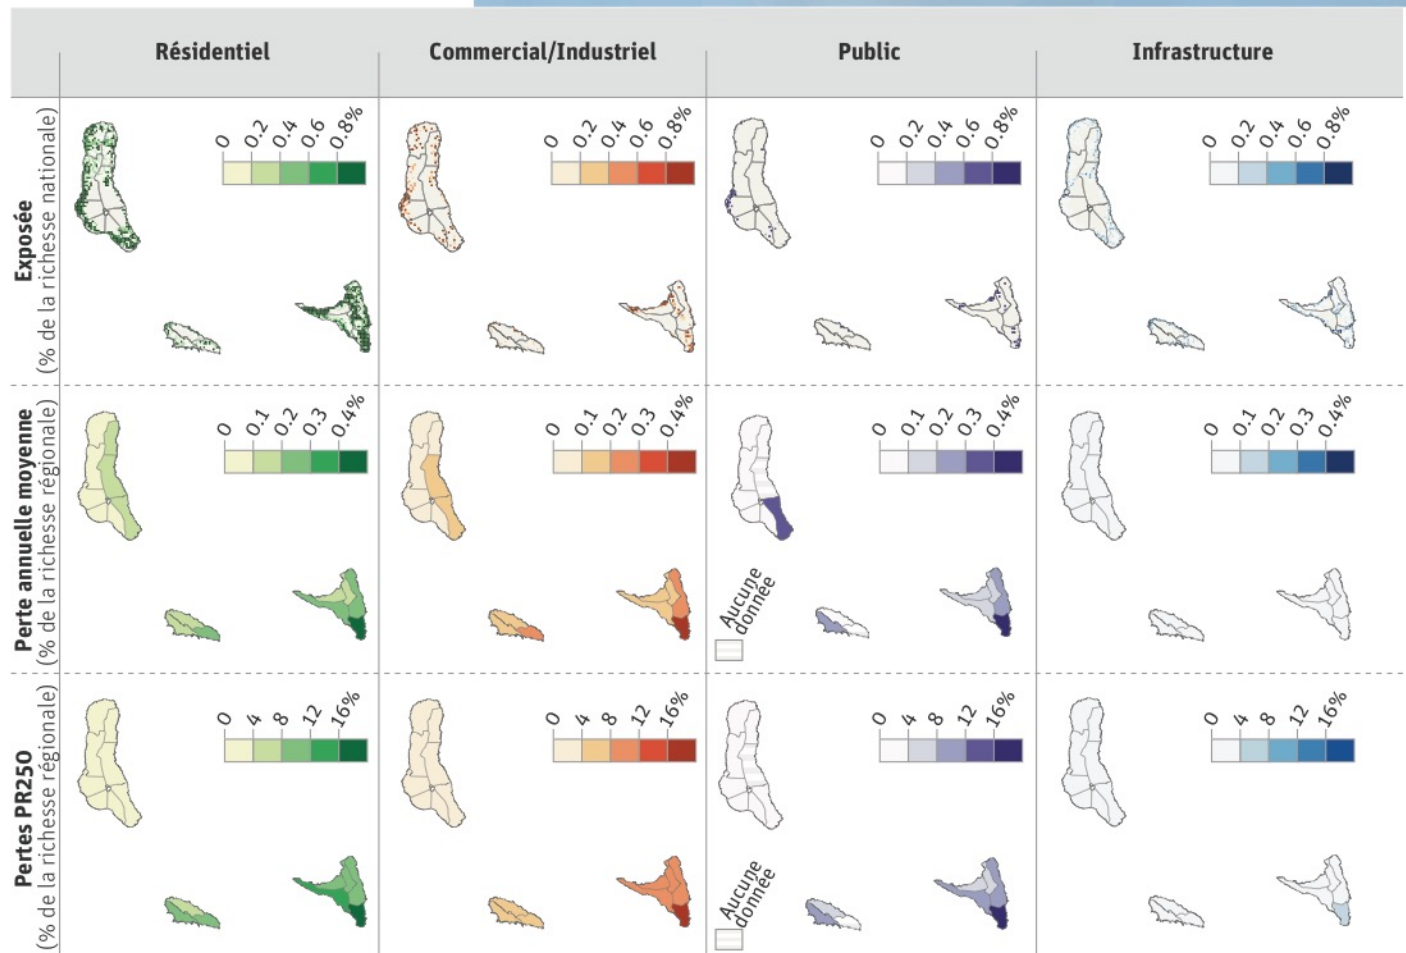 Résidentiel
Commercial/Industriel
Public
Infrastructure
Exposée
(% de la richesse nationale)
0 0.2 0.4 0.6 0.8%
0 0.2 0.4 0.6 0.8%
0 0.2 0.4 0.6 0.8%
0 0.2 0.4 0.6 0.8%
Perte annuelle moyenne
(% de la richesse régionale)
0 0.1 0.2 0.3 0.4%
0 0.1 0.2 0.3 0.4%
Aucune
donnée
0 0.1 0.2 0.3 0.4%
0 0.1 0.2 0.3 0.4%
Pertes PR250
(% de la richesse régionale)
0 4 8 12 16%
0 4 8 12 16%
Aucune
donnée
0 4 8 12 16%
0 4 8 12 16%